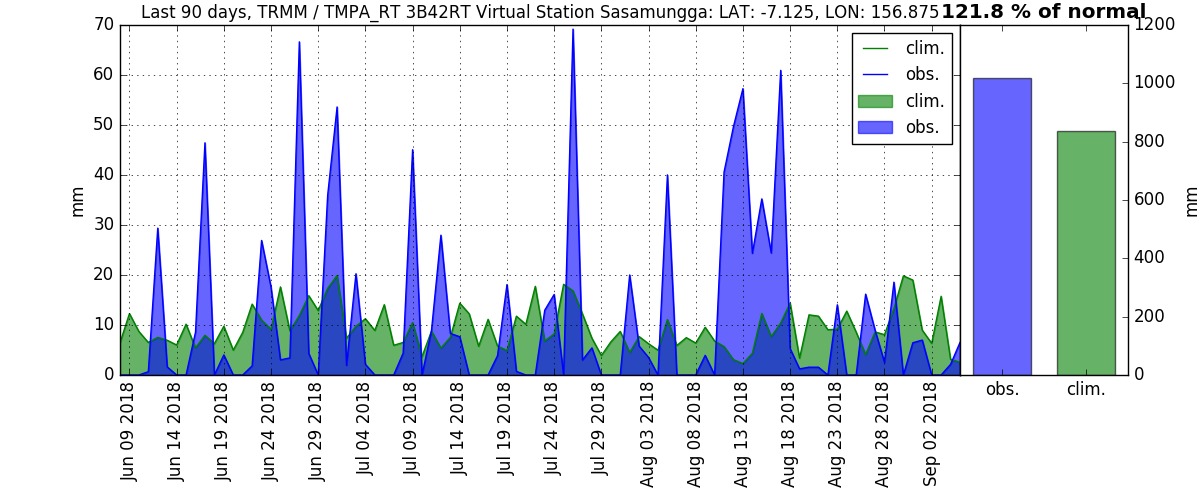 Last 90 days, TRMM / TMPA_RT 3B42RT Virtual Station Sasamungga: LAT: -7.125, LON: 156.875
121.8 % of normal
70
60
50
40
30
20
10
0
mm
clim.
obs.
clim.
obs.
1200
1000
800
600
400
200
0
mm
obs.
clim.
Jun 09 2018
Jun 14 2018
Jun 19 2018
Jun 24 2018
Jun 29 2018
Jul 04 2018
Jul 09 2018
Jul 14 2018
Jul 19 2018
Jul 24 2018
Jul 29 2018
Aug 03 2018
Aug 08 2018
Aug 13 2018
Aug 18 2018
Aug 23 2018
Aug 28 2018
Sep 02 2018